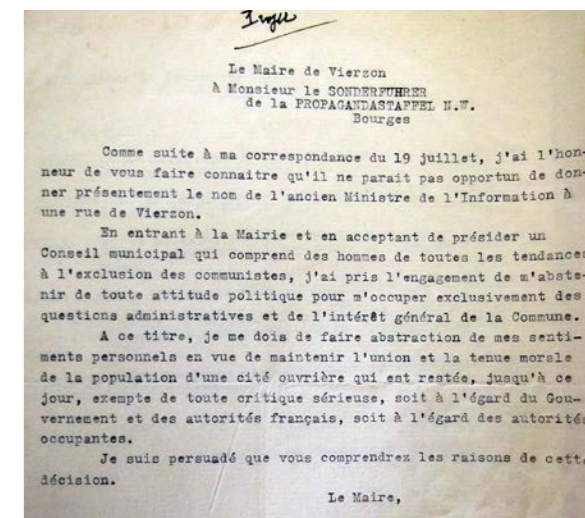 Projet
Le Maire de Vierzon
à Monsieur le SONDERFUHRER
de la PROPAGANDASTAFFEL N.W.
Bourges
Comme suite à ma correspondance du 19 juillet, j'ai l'hon-
neur de vous faire connaitre qu'il ne parait pas opportun de don-
ner présentement le nom de l'ancien Ministre de l'Information à
une rue de Vierzon.
En entrant à la Mairie et en acceptant de présider un
Conseil municipal qui comprend des hommes de toutes les tendances
à l'exclusion des communistes, j'ai pris l'engagement de m'abste-
nir de toute attitude politique pour m'occuper exclusivement des
questions administratives et de l'intérêt général de la Commune.
A ce titre, je me dois de faire abstraction de mes senti-
ments personnels en vue de maintenir l'union et la tenue morale
de la population d'une cité ouvrière qui est restée, jusqu'à ce
jour, exempte de toute critique sérieuse, soit à l'égard du Gou-
vernement et des autorités français, soit à l'égard des autorités
occupantes.
Je suis persuadé que vous comprendrez les raisons de cette
décision.
Le Maire,